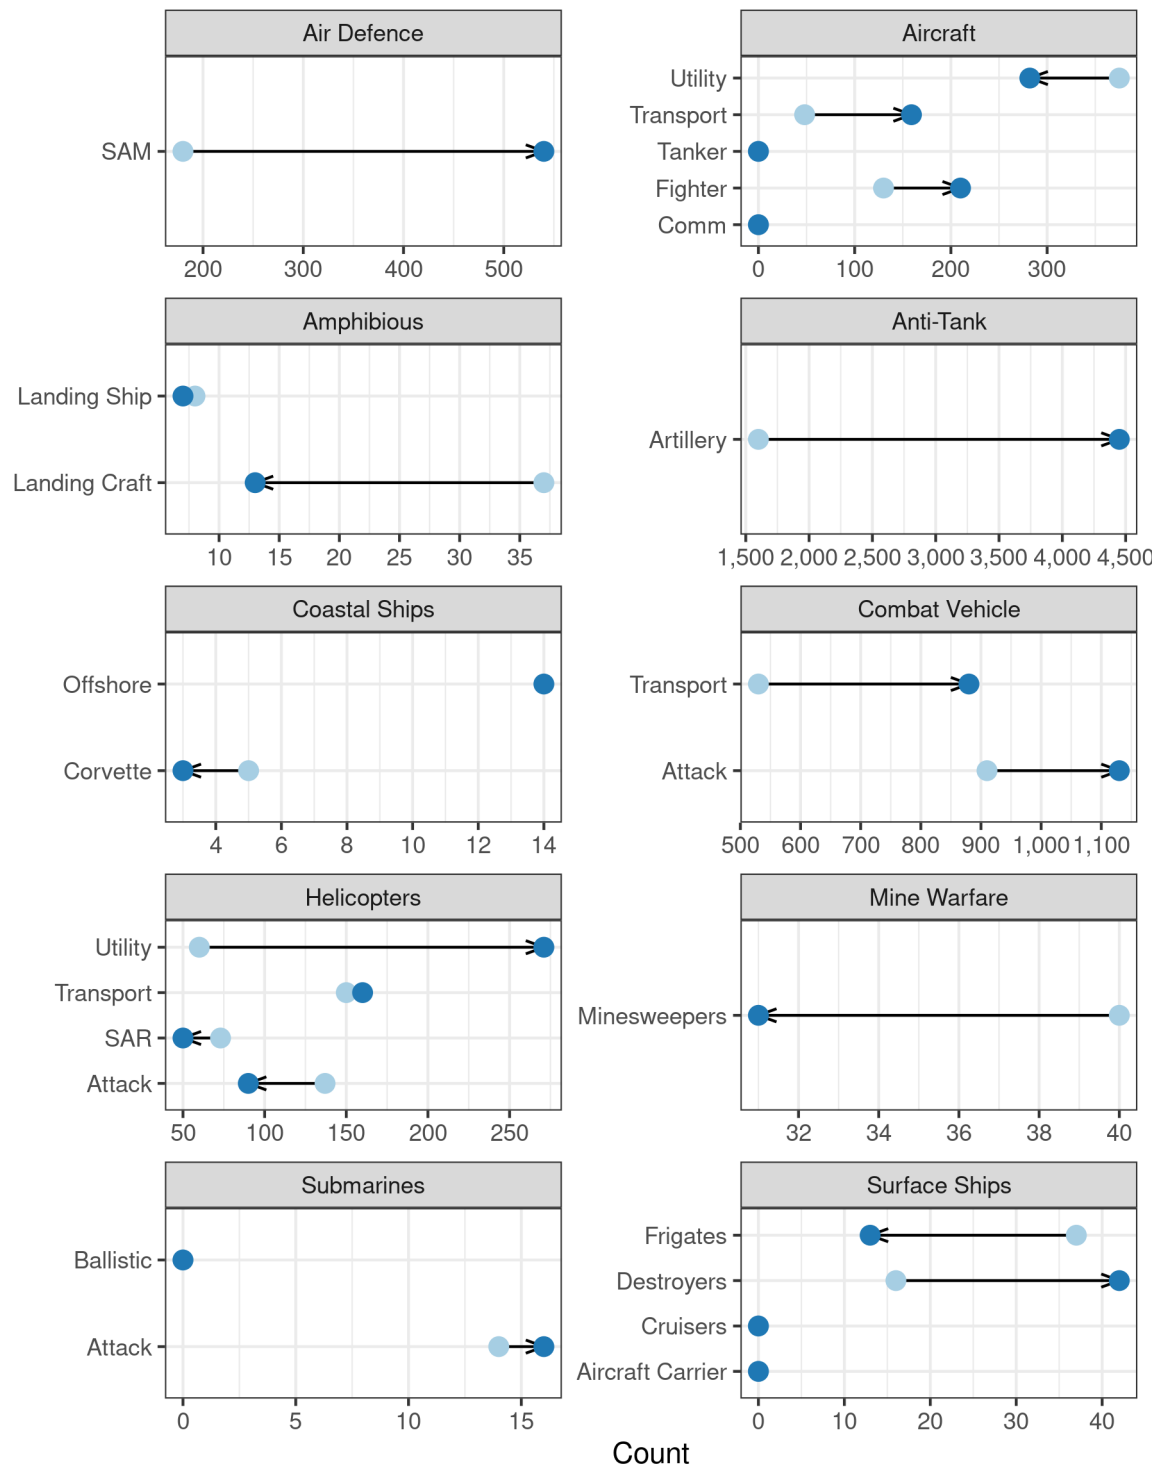 Air Defence
SAM
200 300 400 500
Aircraft
Utility
Transport
Tanker
Fighter
Comm
0 100 200 300
Amphibious
Landing Ship
Landing Craft
10 15 20 25 30 35
Anti-Tank
Artillery
1,500 2,000 2,500 3,000 3,500 4,000 4,500
Coastal Ships
Offshore
Corvette
4 6 8 10 12 14
Combat Vehicle
Transport
Attack
500 600 700 800 900 1,000 1,100
Helicopters
Utility
Transport
SAR
Attack
50 100 150 200 250
Mine Warfare
Minesweepers
32 34 36 38 40
Submarines
Ballistic
Attack
0 5 10 15
Surface Ships
Frigates
Destroyers
Cruisers
Aircraft Carrier
0 10 20 30 40
Count